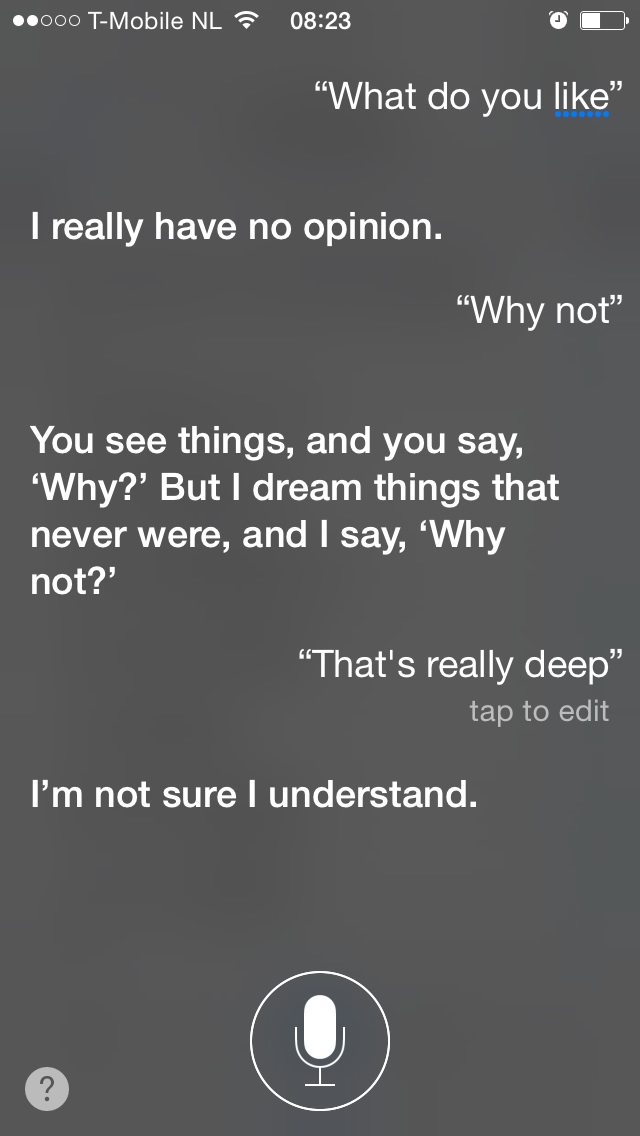 T-Mobile NL 08:23
“What do you like”
I really have no opinion.
“Why not”
You see things, and you say,
‘Why?’ But I dream things that
never were, and I say, ‘Why
not?’
“That's really deep”
tap to edit
I’m not sure I understand.
?